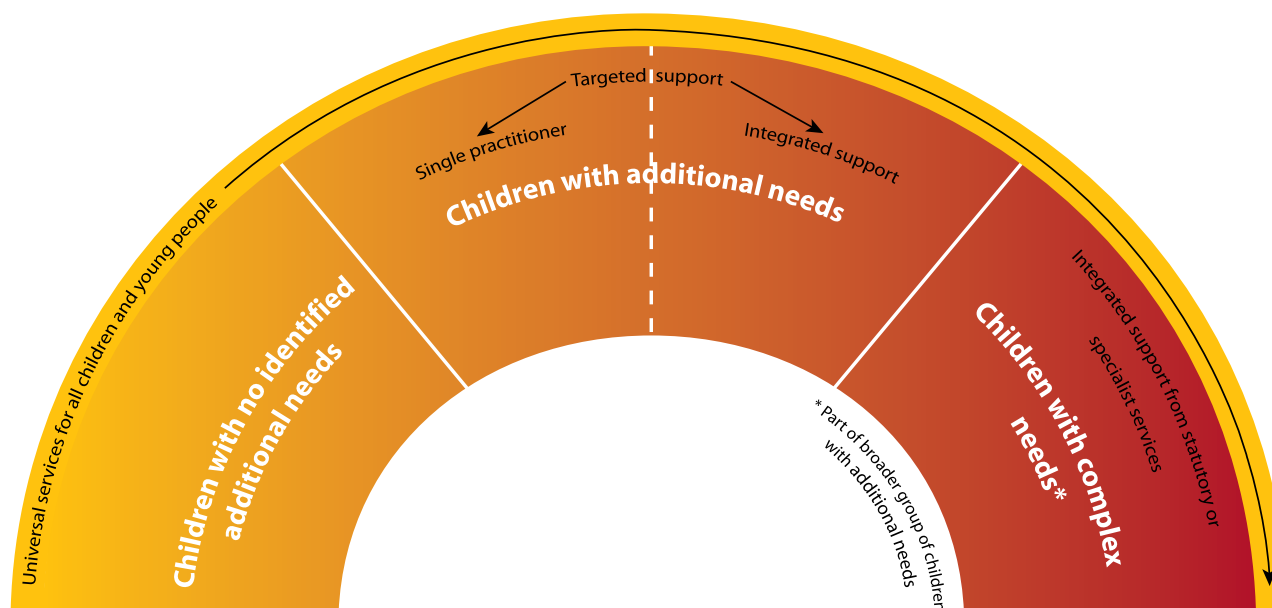 Universal services for all children and young people
Children with no identified
additional needs
Targeted support
Single practitioner
Integrated support
Children with additional needs
Integrated support from statutory or
specialist services
Children with complex
needs*
* Part of broader group of children
with additional needs